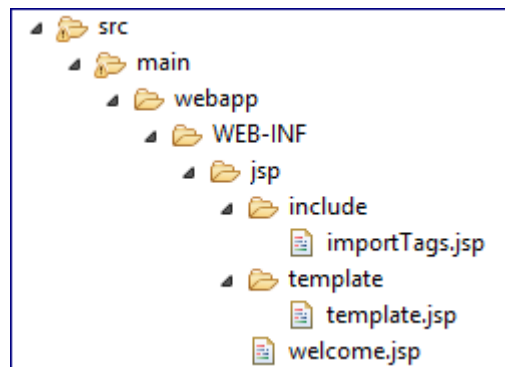 src
main
webapp
WEB-INF
jsp
include
importTags.jsp
template
template.jsp
welcome.jsp